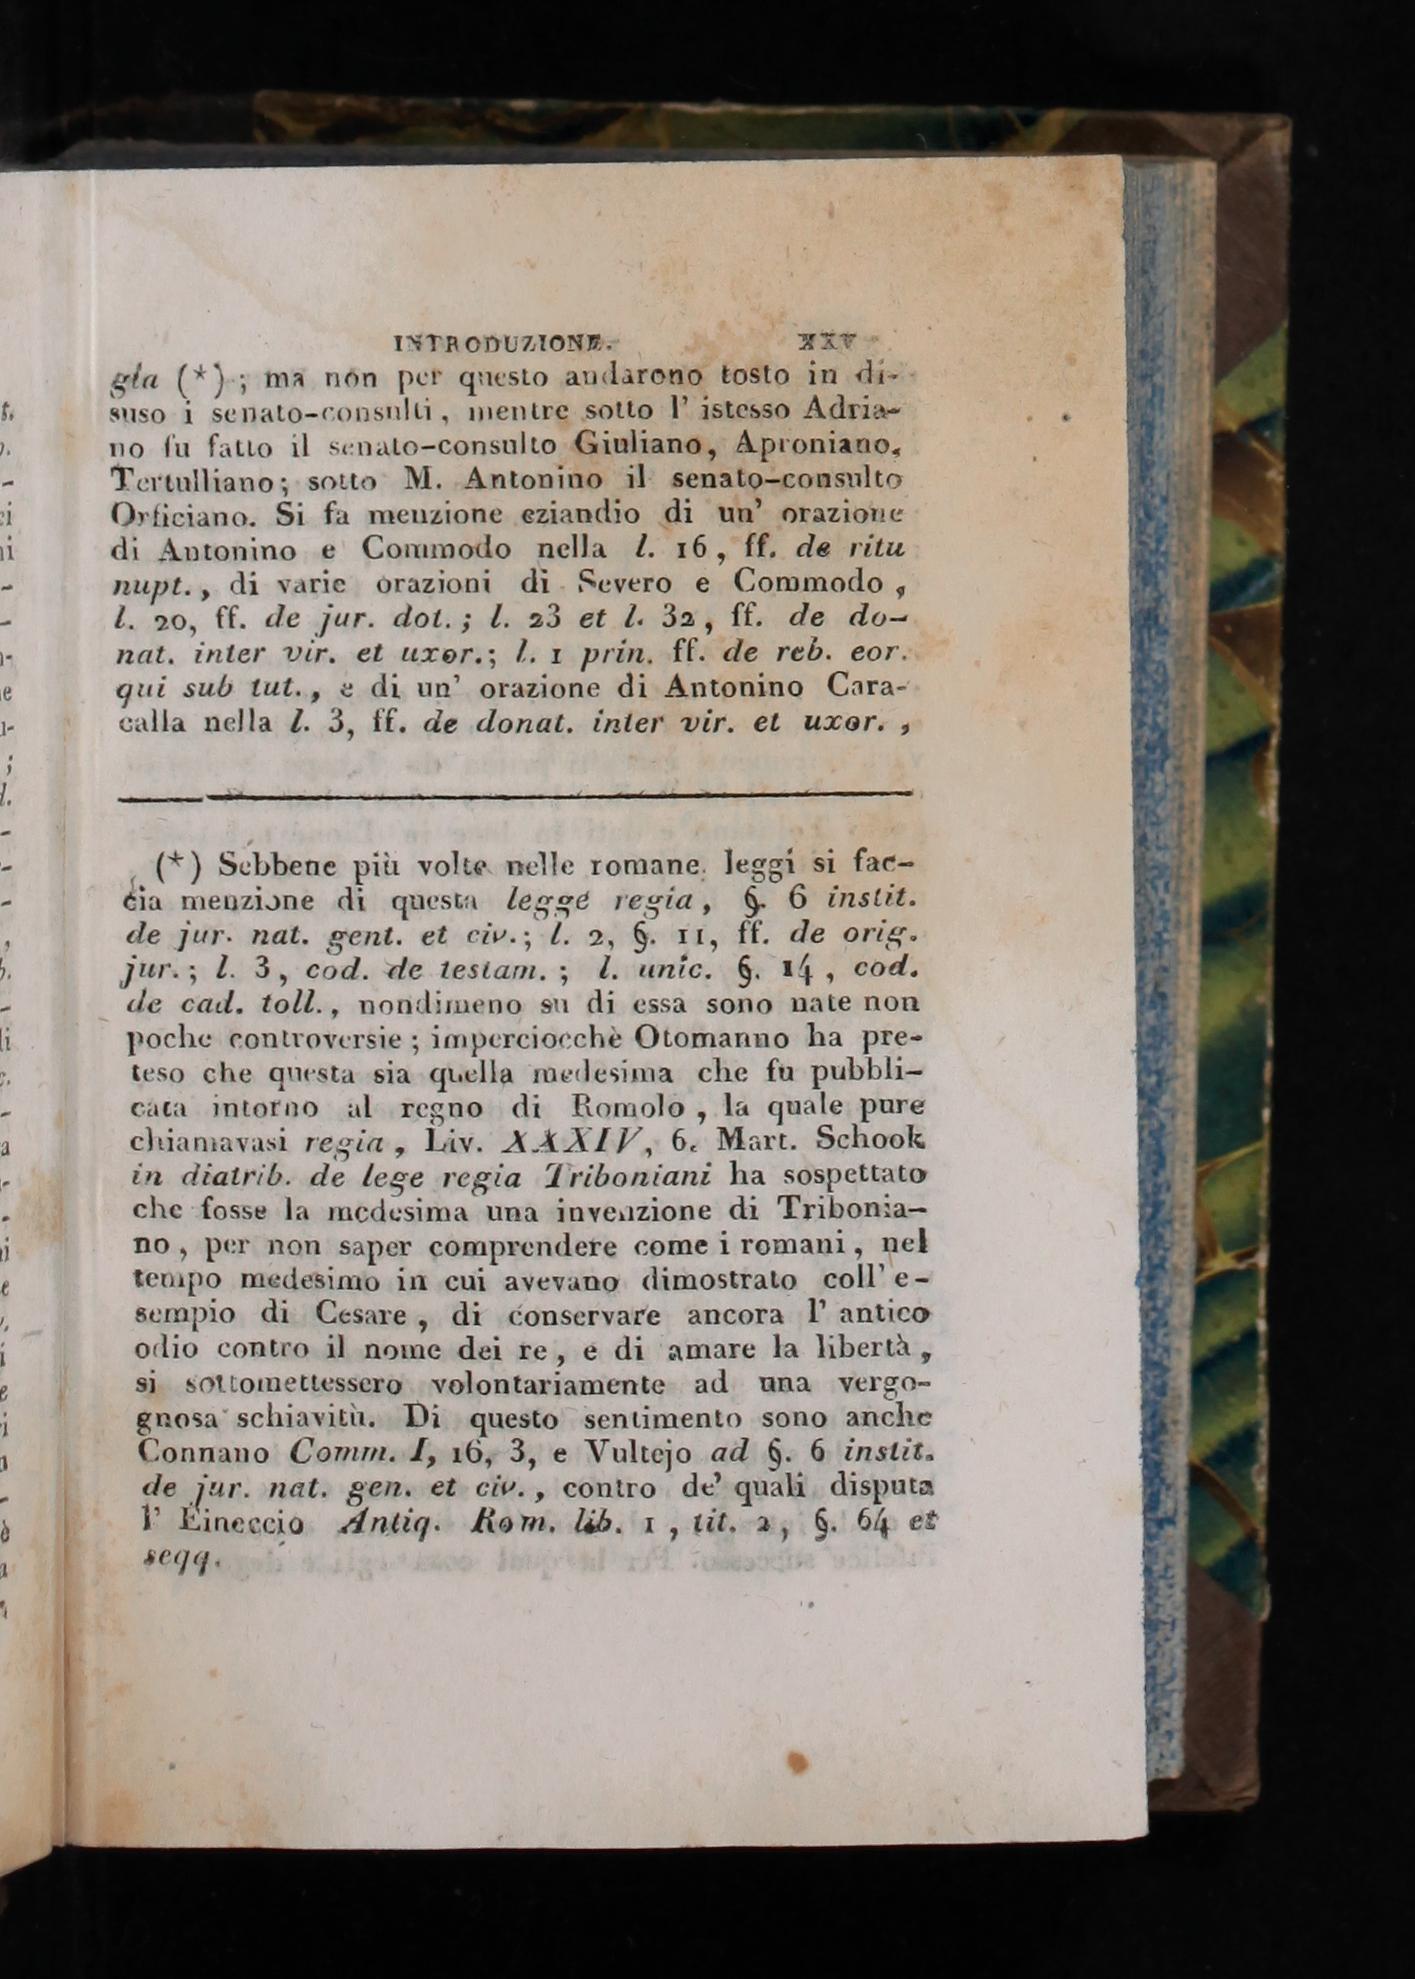 INTRODUZIONE. XXV
gia (*); ma non per questo andarono tosto in di-
suso i senato-consulti, mentre sotto l' istesso Adria-
no fu fatto il senato-consulto Giuliano, Aproniano,
Tertulliano; sotto M. Antonino il senato-consulto
Orficiano. Si fa menzione eziandio di un' orazione
di Antonino e Commodo nella l. 16, ff. de ritu
nupt., di varie orazioni di Severo e Commodo,
l. 20, ff. de jur. dot.; l. 23 et l. 32, ff. de do-
nat. inter vir. et uxor.; l. 1 prin. ff. de reb. eor.
qui sub tut., e di un' orazione di Antonino Cara-
calla nella l. 3, ff. de donat. inter vir. et uxor.,
(*) Sebbene più volte nelle romane leggi si fac-
cia menzione di questa legge regia, §. 6 instit.
de jur. nat. gent. et civ.; l. 2, §. 11, ff. de orig.
jur.; l. 3, cod. de testam.; l. unic. §. 14, cod.
de cad. toll., nondimeno su di essa sono nate non
poche controversie; imperciocchè Otomanno ha pre-
teso che questa sia quella medesima che fu pubbli-
cata intorno al regno di Romolo, la quale pure
chiamavasi regia, Liv. XXXIV, 6. Mart. Schook
in diatrib. de lege regia Triboniani ha sospettato
che fosse la medesima una invenzione di Tribonia-
no, per non saper comprendere come i romani, nel
tempo medesimo in cui avevano dimostrato coll' e-
sempio di Cesare, di conservare ancora l' antico
odio contro il nome dei re, e di amare la libertà,
si sottomettessero volontariamente ad una vergo-
gnosa schiavitù. Di questo sentimento sono anche
Connano Comm. I, 16, 3, e Vultejo ad §. 6 instit.
de jur. nat. gen. et civ., contro de' quali disputa
l' Eineccio Antiq. Rom. lib. 1, tit. 2, §. 64 et
seqq.